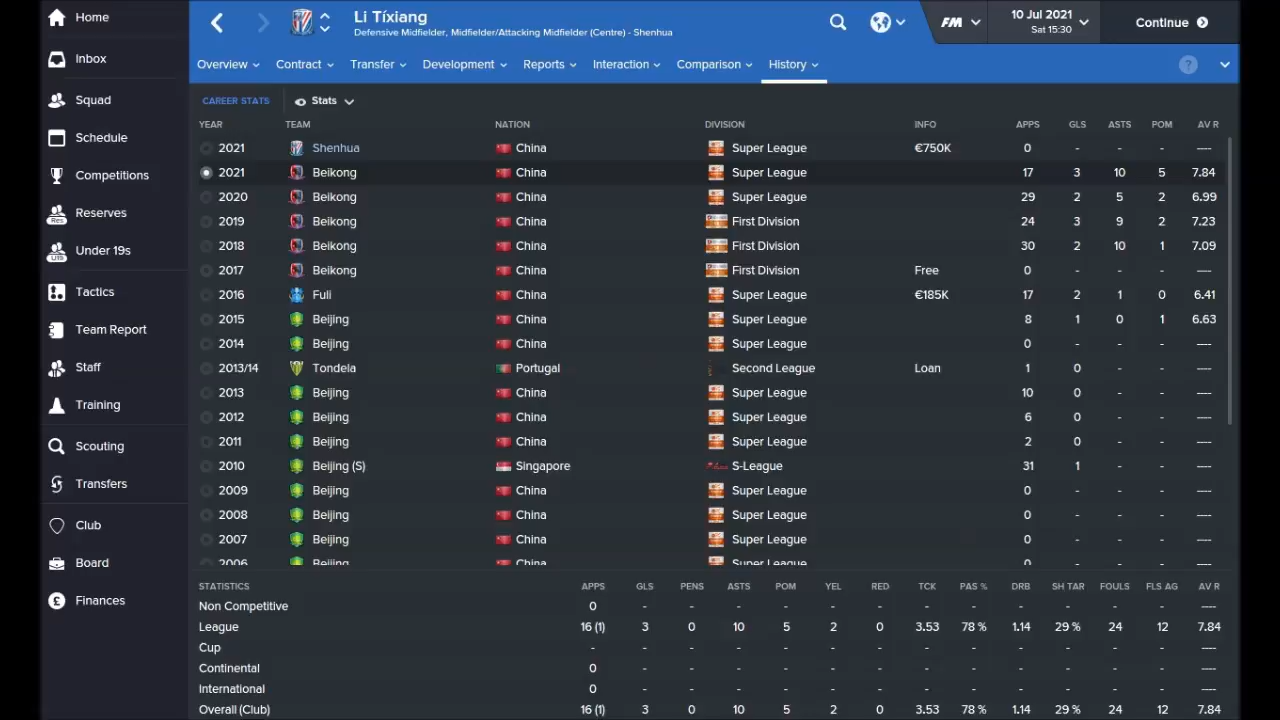 Home
Li Tíxiang
Defensive Midfielder, Midfielder/Attacking Midfielder (Centre) - Shenhua
FM
10 Jul 2021
Sat 15:30
Continue
Inbox
Overview Contract Transfer Development Reports Interaction Comparison History ?
Squad
CAREER STATS Stats
YEAR TEAM NATION DIVISION INFO APPS GLS ASTS POM AV R
Schedule
2021 Shenhua China Super League €750K 0 - - - ----
Competitions
2021 Beikong China Super League 17 3 10 5 7.84
2020 Beikong China Super League 29 2 5 2 6.99
Res
Reserves
2019 Beikong China First Division 24 3 9 2 7.23
U19s
Under 19s
2018 Beikong China First Division 30 2 10 1 7.09
2017 Beikong China First Division Free 0 - - - ----
Tactics
2016 Fuli China Super League €185K 17 2 1 0 6.41
Team Report
2015 Beijing China Super League 8 1 0 1 6.63
2014 Beijing China Super League 0 - - - ----
Staff
2013/14 Tondela Portugal Second League Loan 1 0 - - ----
2013 Beijing China Super League 10 0 - - ----
Training
2012 Beijing China Super League 6 0 - - ----
2011 Beijing China Super League 2 0 - - ----
Scouting
2010 Beijing (S) Singapore S-League 31 1 - - ----
Transfers
2009 Beijing China Super League 0 - - - ----
2008 Beijing China Super League 0 - - - ----
Club
2007 Beijing China Super League 0 - - - ----
Board
2006 Beijing China Super League 0 - - - ----
STATISTICS APPS GLS PENS ASTS POM YEL RED TCK PAS % DRB SH TAR FOULS FLS AG AV R
£ Finances
Non Competitive 0 - - - - - - - - - - - - ----
League 16 (1) 3 0 10 5 2 0 3.53 78 % 1.14 29 % 24 12 7.84
Cup - - - - - - - - - - - - - ----
Continental 0 - - - - - - - - - - - - ----
International 0 - - - - - - - - - - - - ----
Overall (Club) 16 (1) 3 0 10 5 2 0 3.53 78 % 1.14 29 % 24 12 7.84